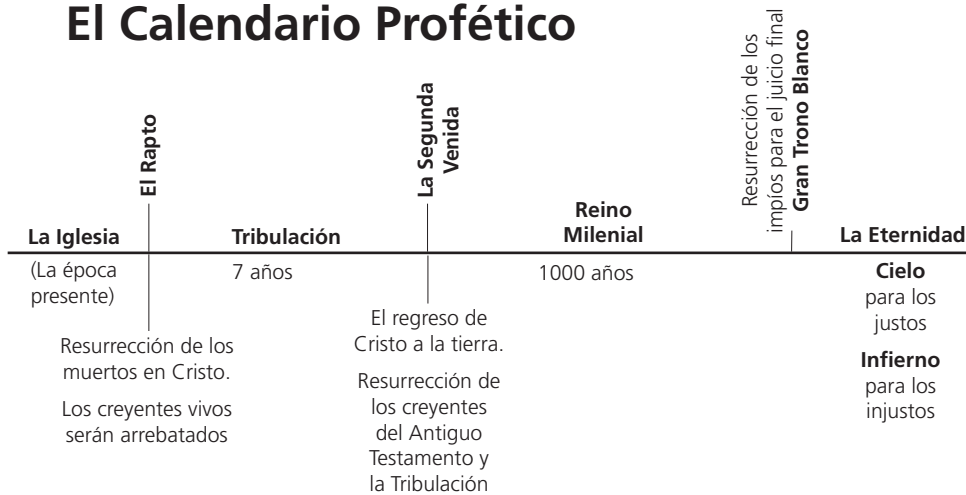 El Calendario Profético
La Iglesia
(La época
presente)
El Rapto
Resurrección de los
muertos en Cristo.
Los creyentes vivos
serán arrebatados
Tribulación
7 años
La Segunda
Venida
El regreso de
Cristo a la tierra.
Resurrección de
los creyentes
del Antiguo
Testamento y
la Tribulación
Reino
Milenial
1000 años
Resurrección de los
impíos para el juicio final
Gran Trono Blanco
La Eternidad
Cielo
para los
justos
Infierno
para los
injustos